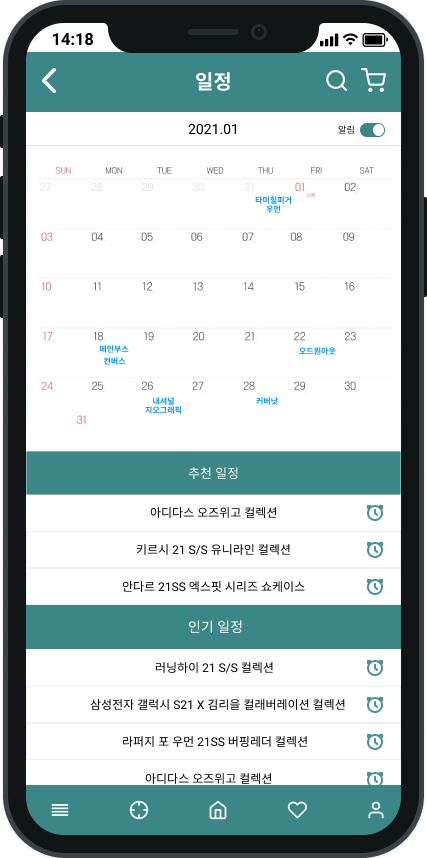 14:18
일정
2021.01
알림
SUN MON TUE WED THU FRI SAT
27 28 29 30 31 01 신정 02
타미힐피거
우먼
03 04 05 06 07 08 09
10 11 12 13 14 15 16
17 18 19 20 21 22 23
메인부스
컨버스
오드원아웃
24 25 26 27 28 29 30
내셔널
지오그래픽
커버낫
31
추천 일정
아디다스 오즈위고 컬렉션
키르시 21 S/S 유니라인 컬렉션
안다르 21SS 엑스핏 시리즈 쇼케이스
인기 일정
러닝하이 21 S/S 컬렉션
삼성전자 갤럭시 S21 X 김리을 컬래버레이션 컬렉션
라퍼지 포 우먼 21SS 버핑레더 컬렉션
아디다스 오즈위고 컬렉션